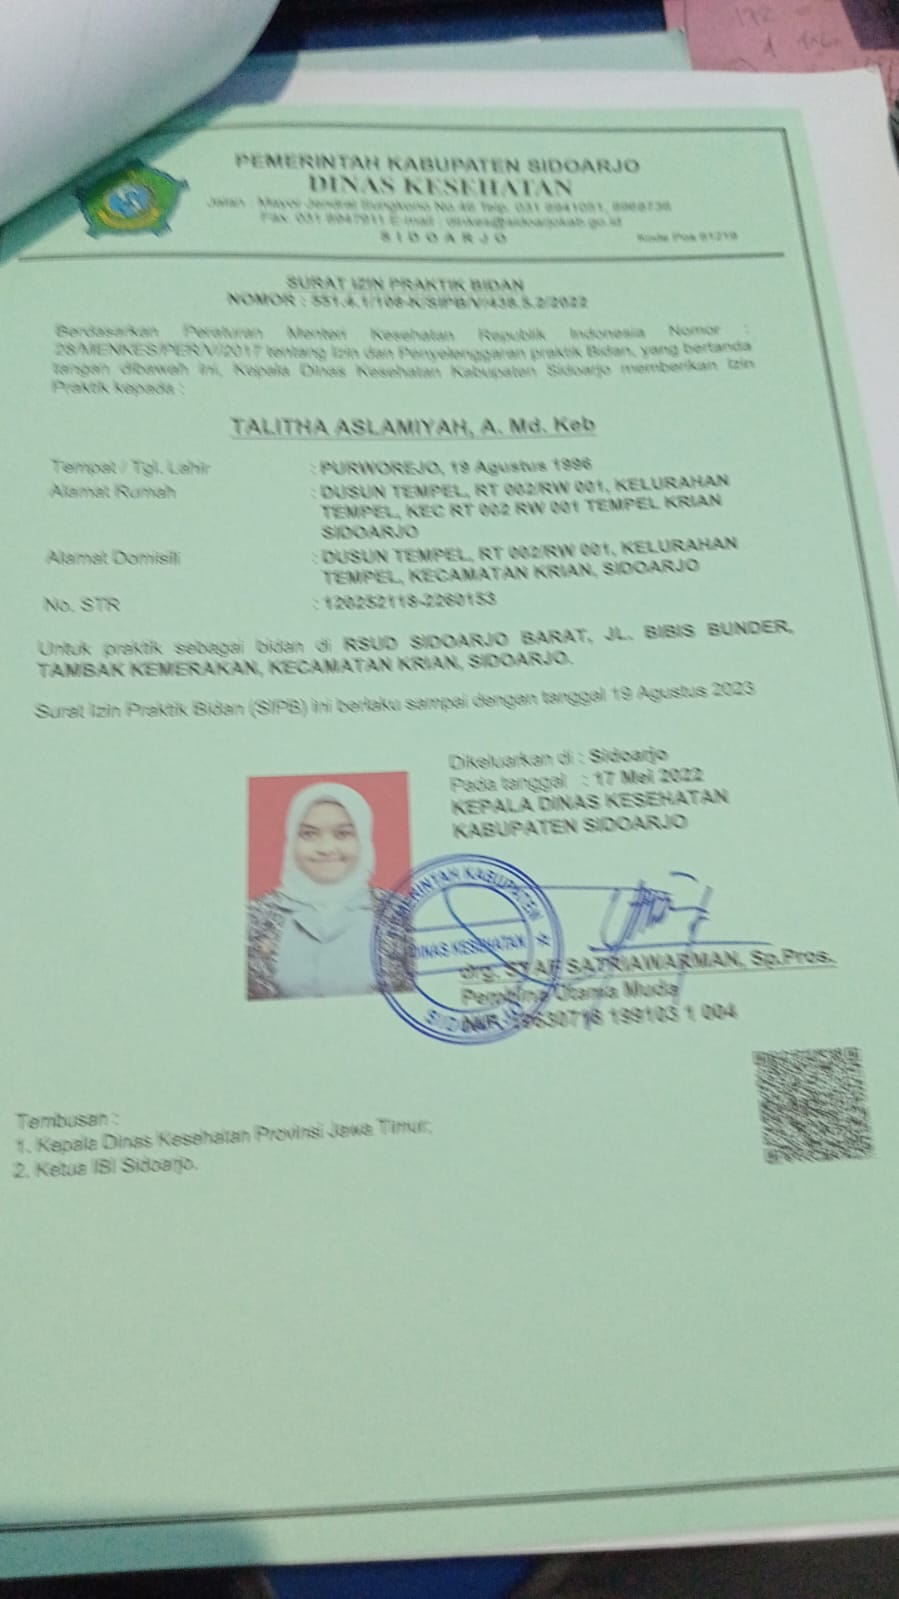 PEMERINTAH KABUPATEN SIDOARJO
DINAS KESEHATAN
Jalan : Mayor Jendral Sungkono No.46 Telp. 031 8941051, 8968736
Fax. 031 8947911 E-mail : dinkes@sidoarjokab.go.id
S I D O A R J O
Kode Pos 61219
SURAT IZIN PRAKTIK BIDAN
NOMOR : 551.4.1/108-K/SIPB/V/438.5.2/2022
Berdasarkan Peraturan Menteri Kesehatan Republik Indonesia Nomor :
28/MENKES/PER/V/2017 tentang Izin dan Penyelenggaran praktik Bidan, yang bertanda
tangan dibawah ini, Kepala Dinas Kesehatan Kabupaten Sidoarjo memberikan Izin
Praktik kepada :
TALITHA ASLAMIYAH, A. Md. Keb
Tempat / Tgl. Lahir : PURWOREJO, 19 Agustus 1996
Alamat Rumah : DUSUN TEMPEL, RT 002/RW 001, KELURAHAN
TEMPEL, KEC RT 002 RW 001 TEMPEL KRIAN
SIDOARJO
Alamat Domisili : DUSUN TEMPEL, RT 002/RW 001, KELURAHAN
TEMPEL, KECAMATAN KRIAN, SIDOARJO
No. STR : 120252118-2260153
Untuk praktik sebagai bidan di RSUD SIDOARJO BARAT, JL. BIBIS BUNDER,
TAMBAK KEMERAKAN, KECAMATAN KRIAN, SIDOARJO.
Surat Izin Praktik Bidan (SIPB) ini berlaku sampai dengan tanggal 19 Agustus 2023
Dikeluarkan di : Sidoarjo
Pada tanggal : 17 Mei 2022
KEPALA DINAS KESEHATAN
KABUPATEN SIDOARJO
PEMERINTAH KABUPATEN
DINAS KESEHATAN
SIDOARJO
drg. SATRIAWARMAN, Sp.Pros.
Pembina Utama Muda
NIP. 19630716 199103 1 004
Tembusan :
1. Kepala Dinas Kesehatan Provinsi Jawa Timur;
2. Ketua IBI Sidoarjo.